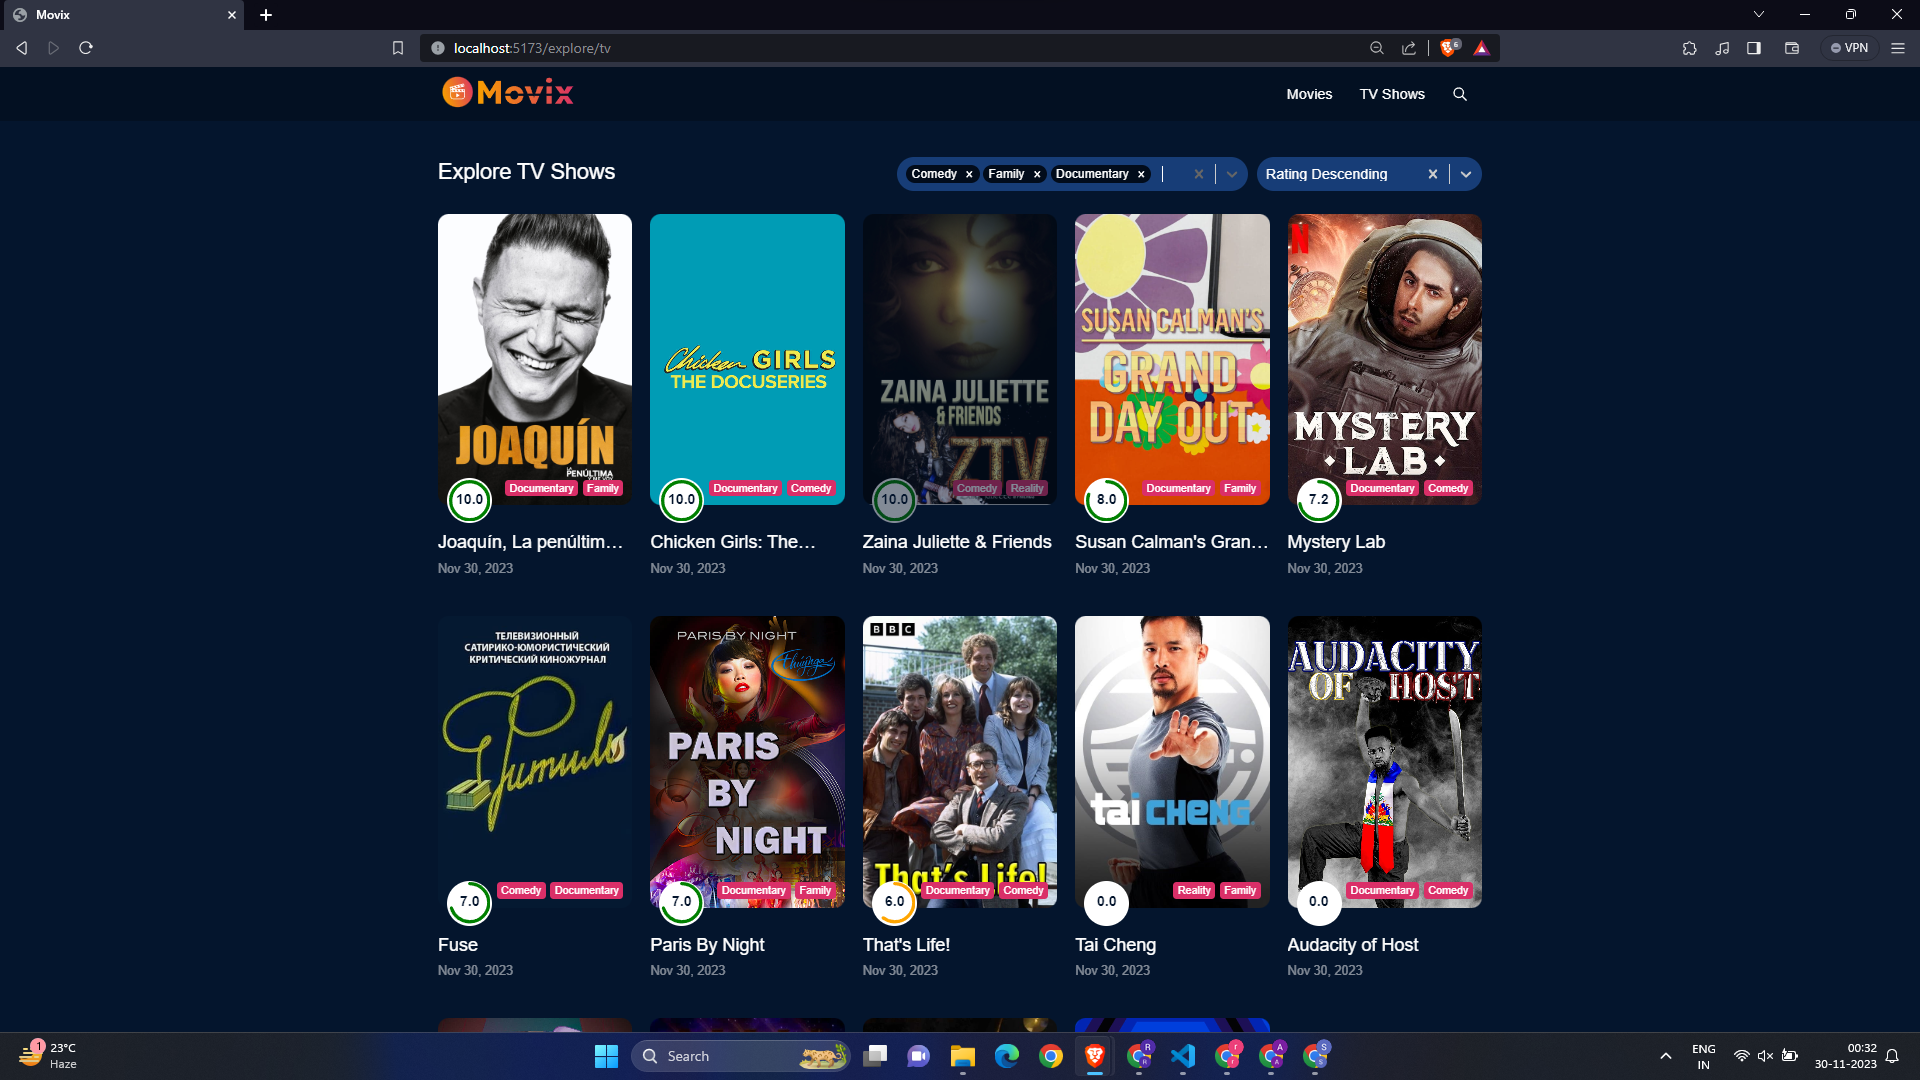 Movix
localhost:5173/explore/tv
VPN
Movix
Movies
TV Shows
Explore TV Shows
Comedy
Family
Documentary
Rating Descending
JOAQUÍN
LA PENÚLTIMA
10.0
Documentary
Family
Joaquín, La penúltim...
Nov 30, 2023
Chicken GIRLS
THE DOCUSERIES
10.0
Documentary
Comedy
Chicken Girls: The...
Nov 30, 2023
ZAINA JULIETTE
& FRIENDS
ZTV
10.0
Comedy
Reality
Zaina Juliette & Friends
Nov 30, 2023
SUSAN CALMAN'S
GRAND
DAY OUT
8.0
Documentary
Family
Susan Calman's Gran...
Nov 30, 2023
N
MYSTERY
LAB
7.2
Documentary
Comedy
Mystery Lab
Nov 30, 2023
ТЕЛЕВИЗИОННЫЙ
САТИРИКО-ЮМОРИСТИЧЕСКИЙ
КРИТИЧЕСКИЙ КИНОЖУРНАЛ
Фитиль
7.0
Comedy
Documentary
Fuse
Nov 30, 2023
PARIS BY NIGHT
Thúy Nga
PARIS
BY
NIGHT
7.0
Documentary
Family
Paris By Night
Nov 30, 2023
BBC
That's Life!
6.0
Documentary
Comedy
That's Life!
Nov 30, 2023
tai cheng
0.0
Reality
Family
Tai Cheng
Nov 30, 2023
AUDACITY
OF HOST
0.0
Documentary
Comedy
Audacity of Host
Nov 30, 2023
1
23°C
Haze
Search
ENG
IN
00:32
30-11-2023